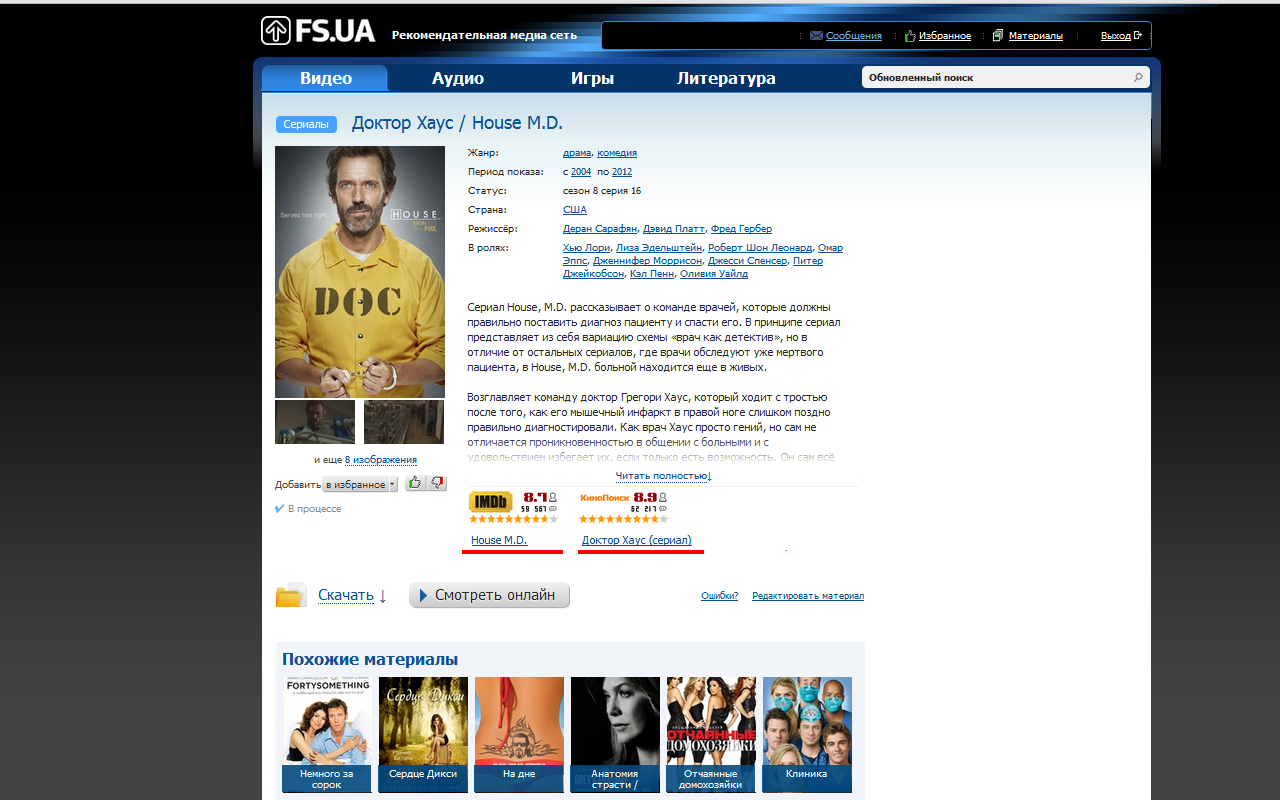 FS.UA Рекомендательная медиа сеть Сообщения Избранное Материалы Выход
Видео Аудио Игры Литература Обновленный поиск
Сериалы Доктор Хаус / House M.D.
Serves him right.
HOUSE
MON
FOX
DOC
Жанр: драма, комедия
Период показа: с 2004 по 2012
Статус: сезон 8 серия 16
Страна: США
Режиссёр: Деран Сарафян, Дэвид Платт, Фред Гербер
В ролях: Хью Лори, Лиза Эдельштейн, Роберт Шон Леонард, Омар
Эппс, Дженнифер Моррисон, Джесси Спенсер, Питер
Джейкобсон, Кэл Пенн, Оливия Уайлд
Сериал House, M.D. рассказывает о команде врачей, которые должны
правильно поставить диагноз пациенту и спасти его. В принципе сериал
представляет из себя вариацию схемы «врач как детектив», но в
отличие от остальных сериалов, где врачи обследуют уже мертвого
пациента, в House, M.D. больной находится еще в живых.
Возглавляет команду доктор Грегори Хаус, который ходит с тростью
после того, как его мышечный инфаркт в правой ноге слишком поздно
правильно диагностировали. Как врач Хаус просто гений, но сам не
отличается проникновенностью в общении с больными и с
удовольствием избегает их, если только есть возможность. Он сам всё
Читать полностью↓
и еще 8 изображения
Добавить в избранное
В процессе
IMDb 8.7 59 567
КиноПоиск 8.9 62 217
House M.D. Доктор Хаус (сериал)
Скачать ↓ Смотреть онлайн Ошибки? Редактировать материал
Похожие материалы
FORTYSOMETHING
Сердце Дикси
ОТЧАЯННЫЕ
ДОМОХОЗЯЙКИ
Немного за
сорок
Сердце Дикси
На дне
Анатомия
страсти /
Отчаянные
домохозяйки
Клиника